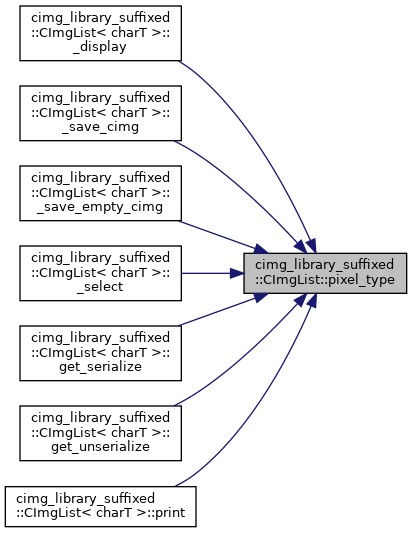 cimg_library_suffixed
::CImgList< charT >::
_display
cimg_library_suffixed
::CImgList< charT >::
_save_cimg
cimg_library_suffixed
::CImgList< charT >::
_save_empty_cimg
cimg_library_suffixed
::CImgList< charT >::
_select
cimg_library_suffixed
::CImgList< charT >::
get_serialize
cimg_library_suffixed
::CImgList< charT >::
get_unserialize
cimg_library_suffixed
::CImgList< charT >::print
cimg_library_suffixed
::CImgList::pixel_type